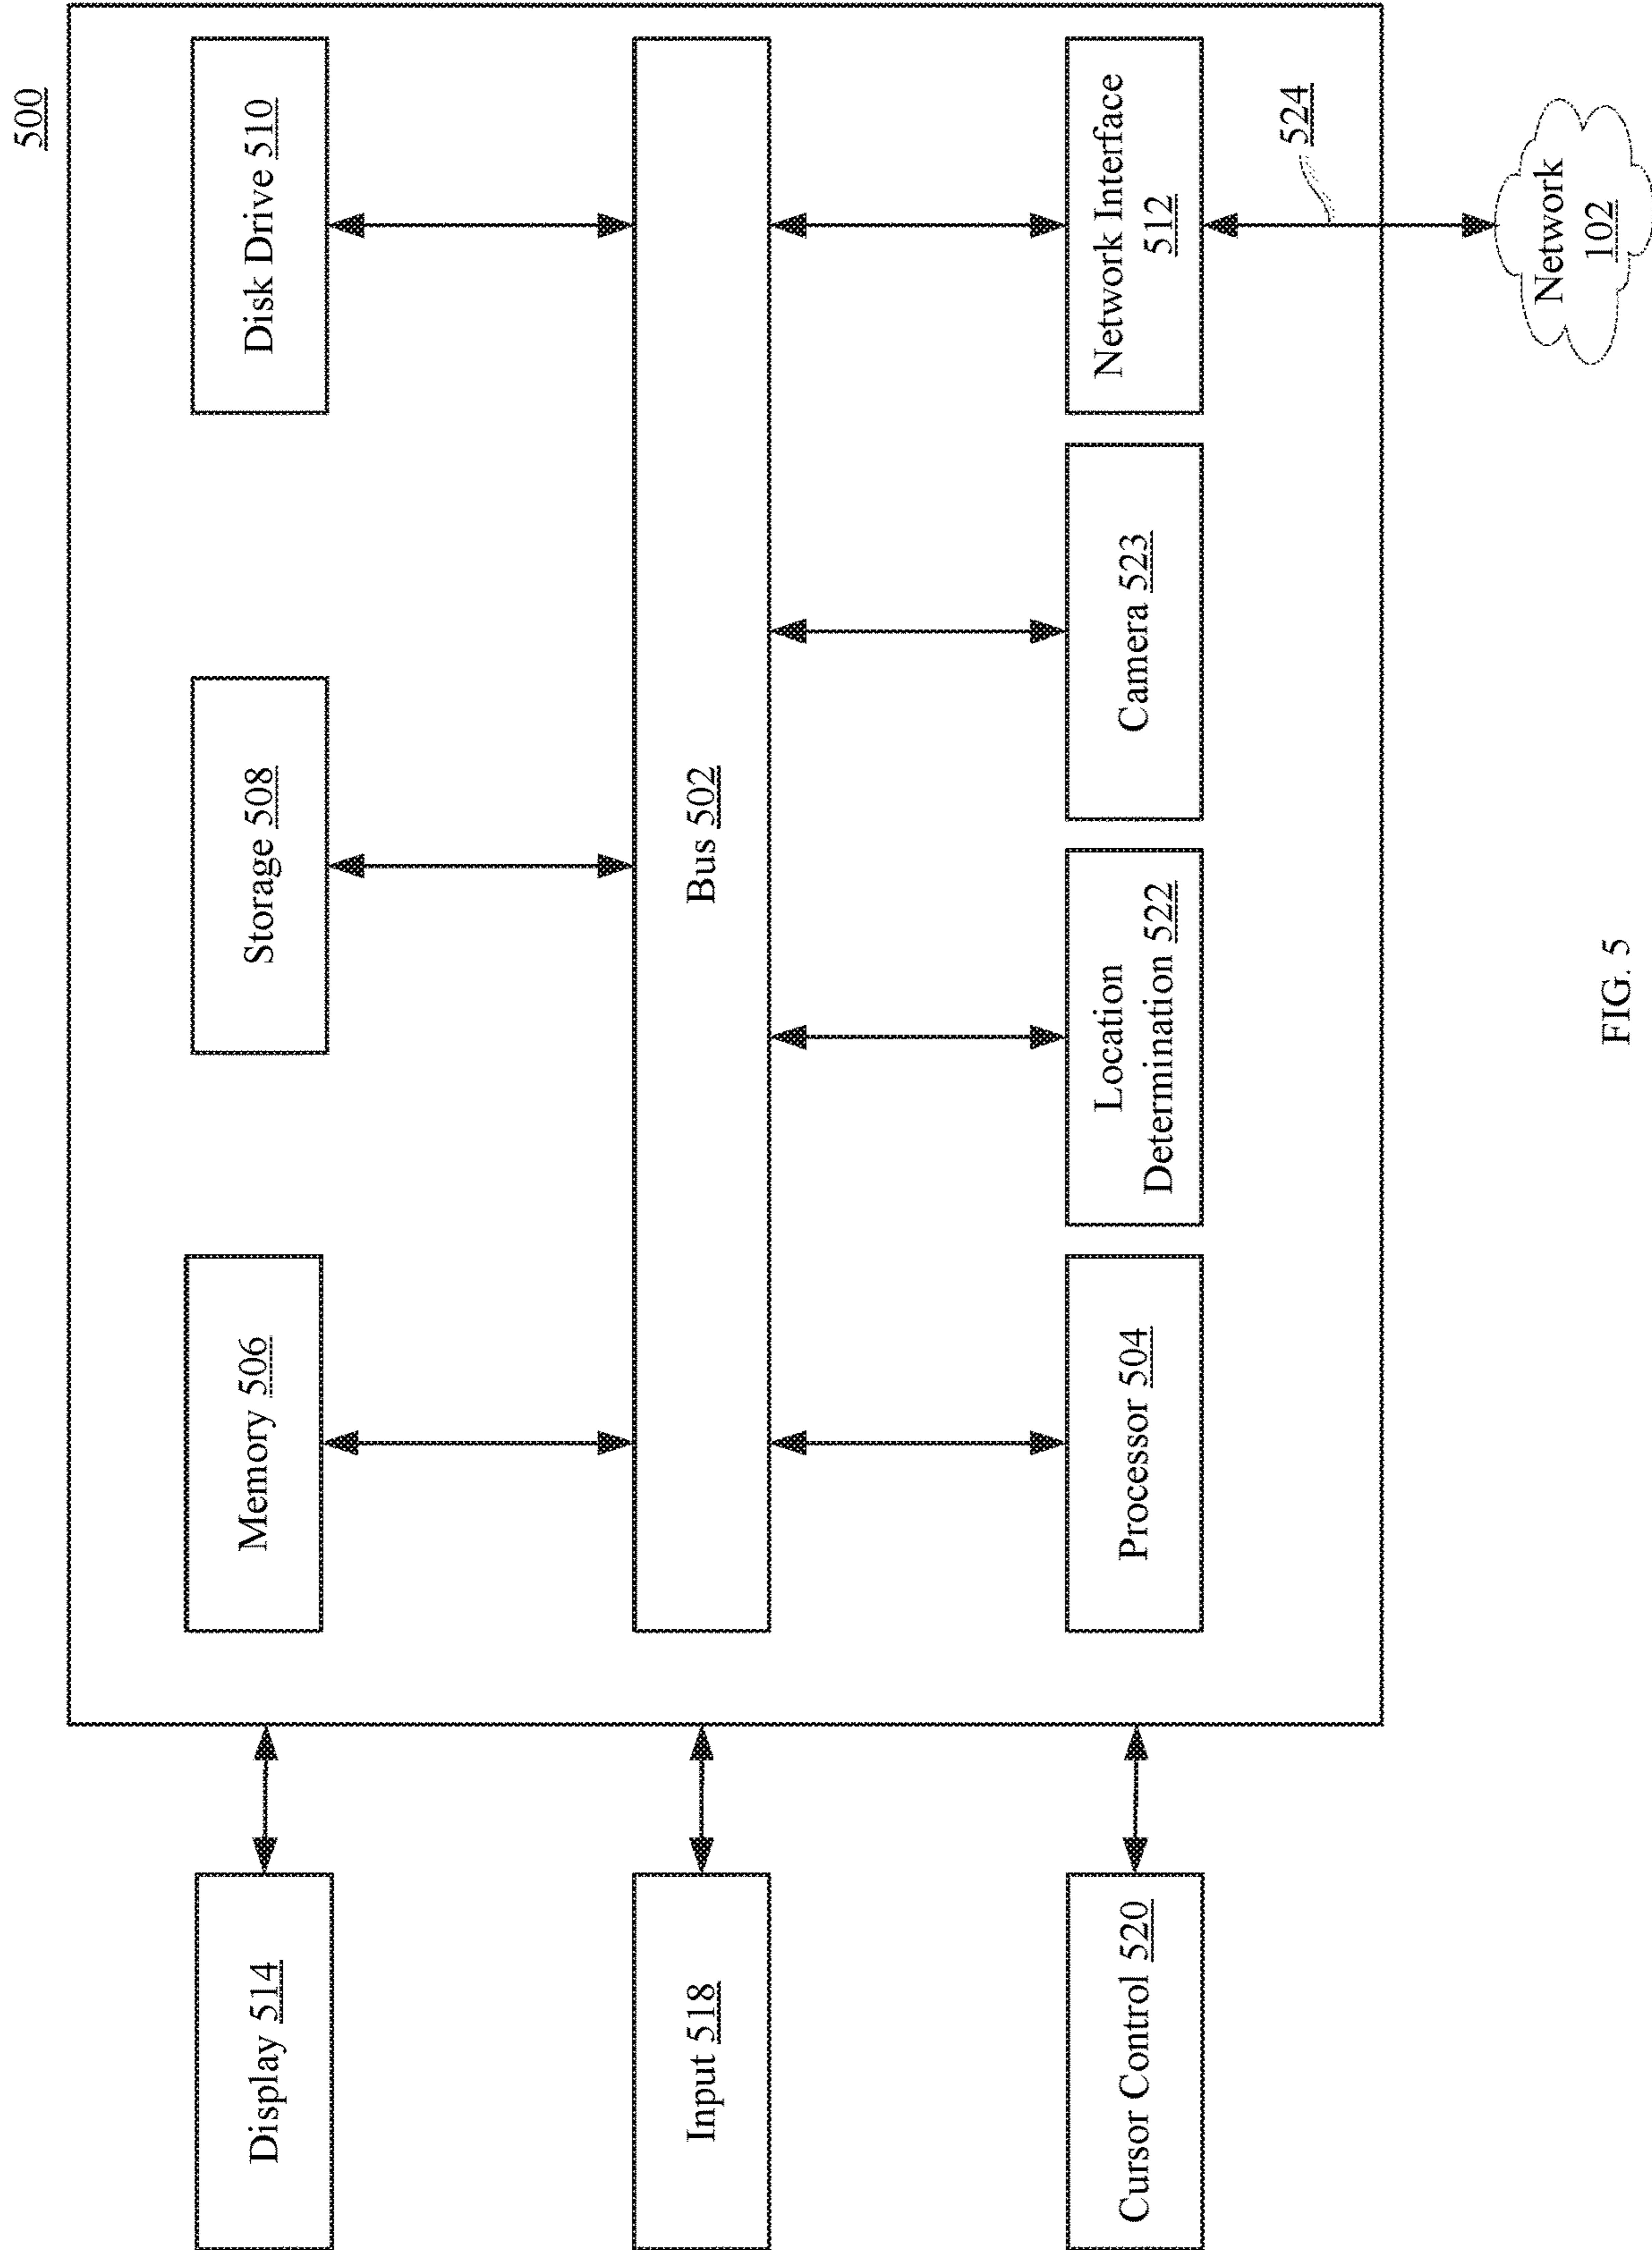 500
Memory 506
Storage 508
Disk Drive 510
Display 514
Bus 502
Input 518
Processor 504
Location
Determination 522
Camera 523
Network Interface
512
Cursor Control 520
524
Network
102
FIG. 5